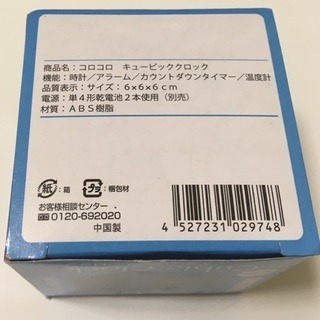 商品名：コロコロ　キュービッククロック
機能：時計／アラーム／カウントダウンタイマー／温度計
品質表示：サイズ：6×6×6cm
電源：単4形乾電池2本使用（別売）
材質：ABS樹脂
紙：箱　プラ：梱包材
お客様相談センター
0120-692020
中国製
4 527231 029748